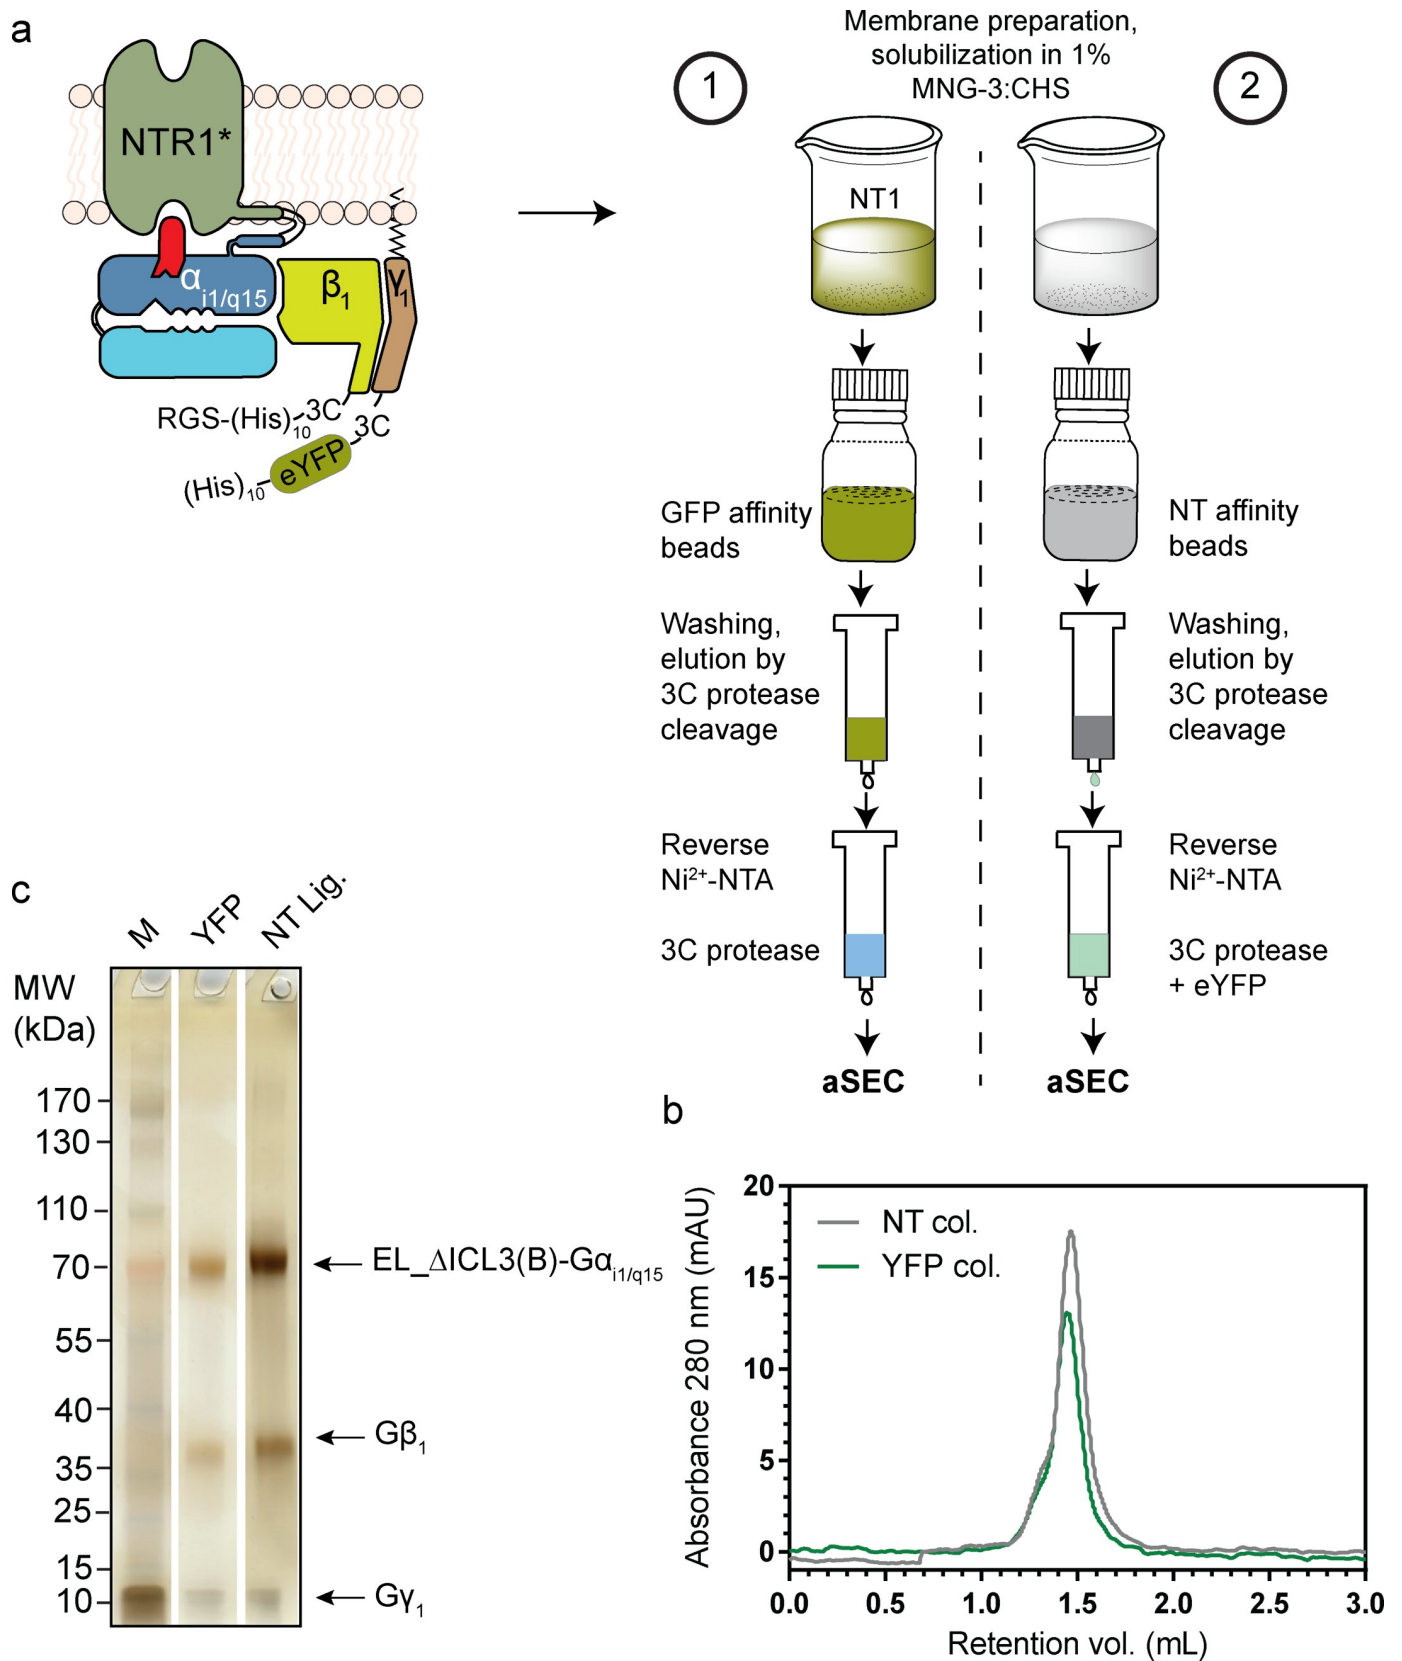 a
NTR1*
α i1/q15
β1
γ1
RGS-(His)10
3C
3C
eYFP
(His)10
Membrane preparation,
solubilization in 1%
MNG-3:CHS
1
2
NT1
GFP affinity
beads
NT affinity
beads
Washing,
elution by
3C protease
cleavage
Washing,
elution by
3C protease
cleavage
Reverse
Ni2+-NTA
Reverse
Ni2+-NTA
3C protease
3C protease
+ eYFP
aSEC
aSEC
b
20
15
10
5
0
Absorbance 280 nm (mAU)
NT col.
YFP col.
0.0 0.5 1.0 1.5 2.0 2.5 3.0
Retention vol. (mL)
c
M
YFP
NT Lig.
MW
(kDa)
170
130
110
70
55
40
35
25
15
10
EL_ΔICL3(B)-Gαi1/q15
Gβ1
Gγ1